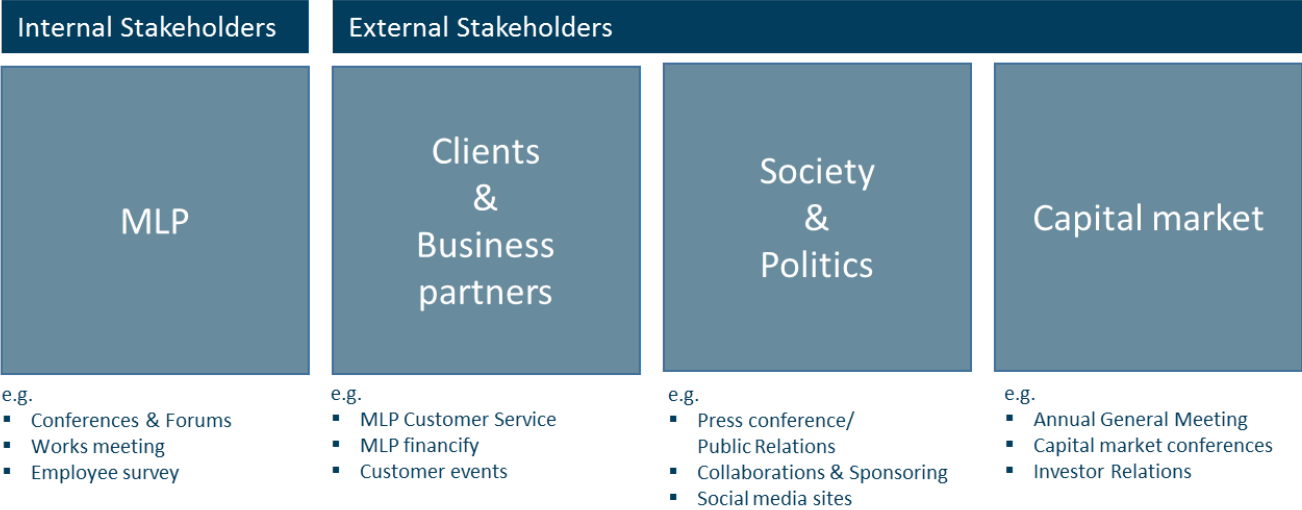 Internal Stakeholders
External Stakeholders
MLP
Clients
&
Business
partners
Society
&
Politics
Capital market
e.g.
▪ Conferences & Forums
▪ Works meeting
▪ Employee survey
e.g.
▪ MLP Customer Service
▪ MLP financify
▪ Customer events
e.g.
▪ Press conference/
Public Relations
▪ Collaborations & Sponsoring
▪ Social media sites
e.g.
▪ Annual General Meeting
▪ Capital market conferences
▪ Investor Relations